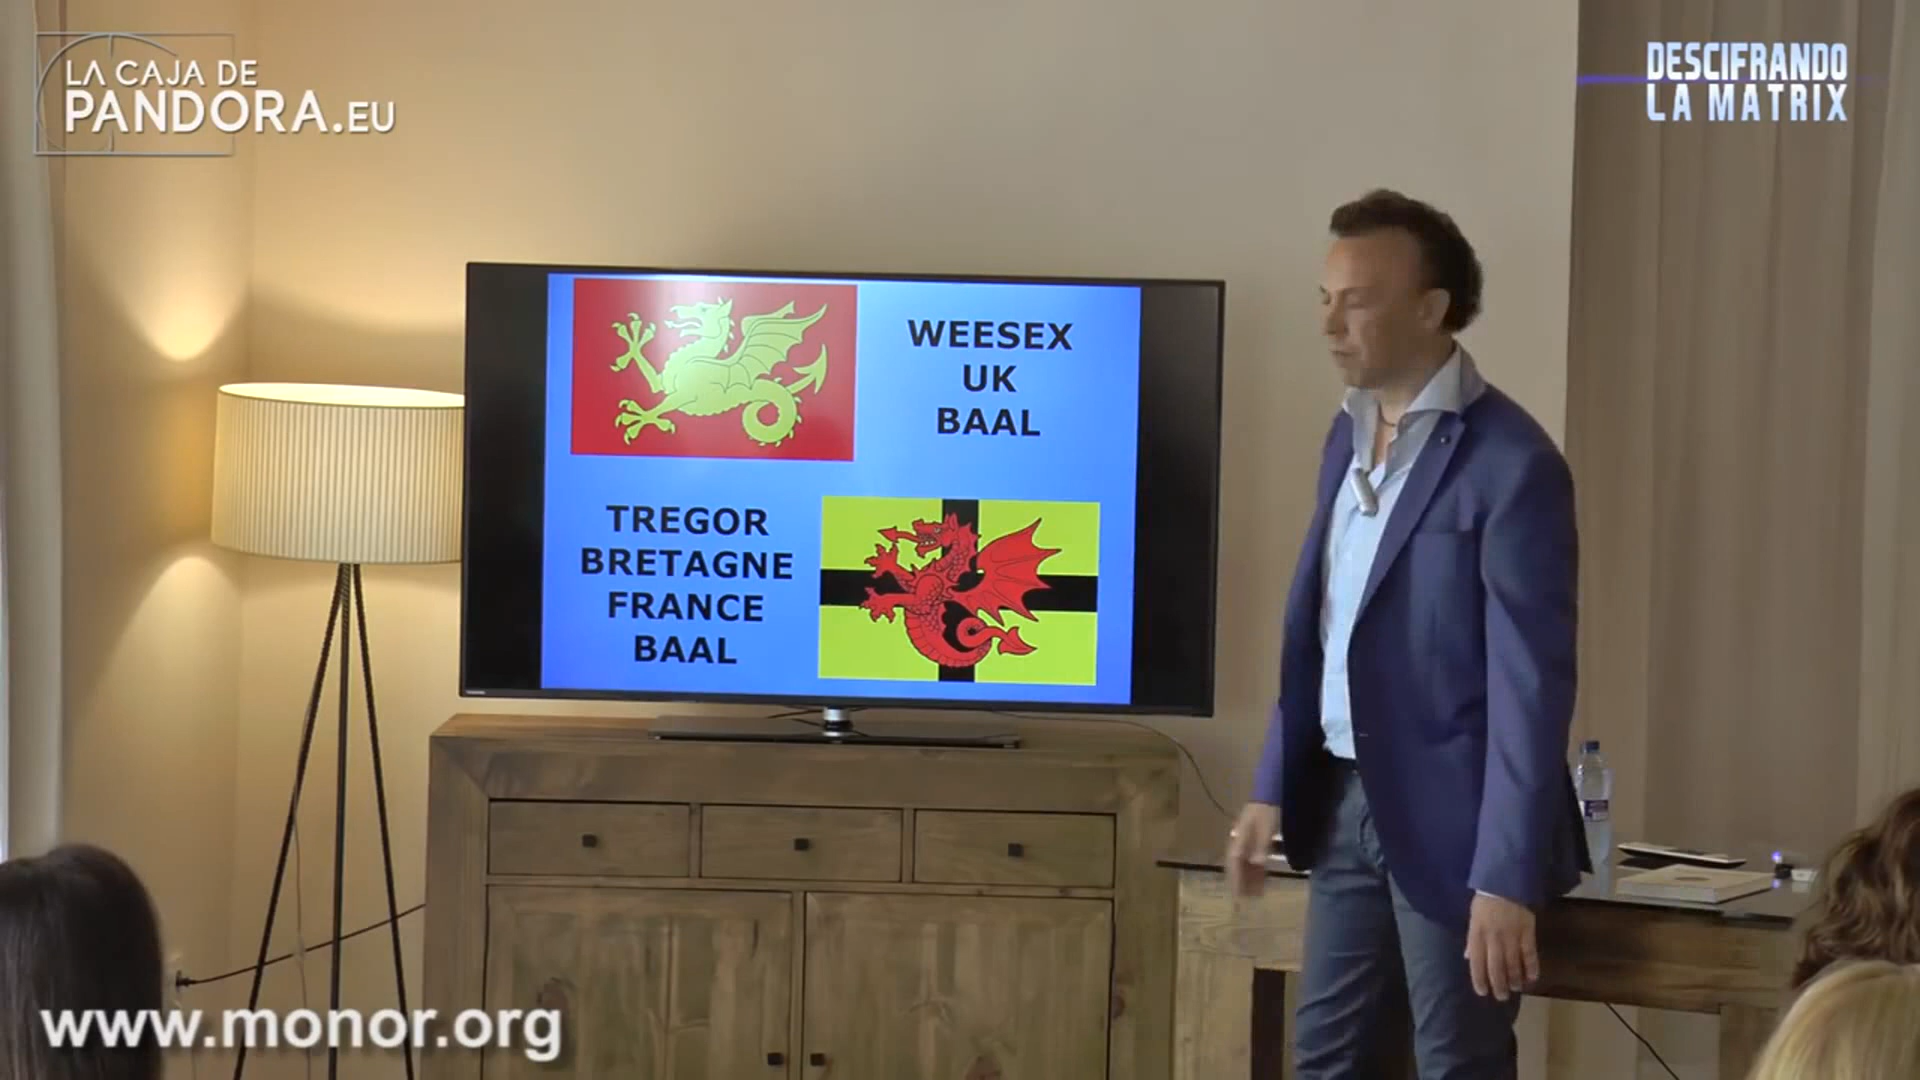 LA CAJA DE
PANDORA.EU
DESCIFRANDO
LA MATRIX
WEESEX
UK
BAAL
TREGOR
BRETAGNE
FRANCE
BAAL
www.monor.org